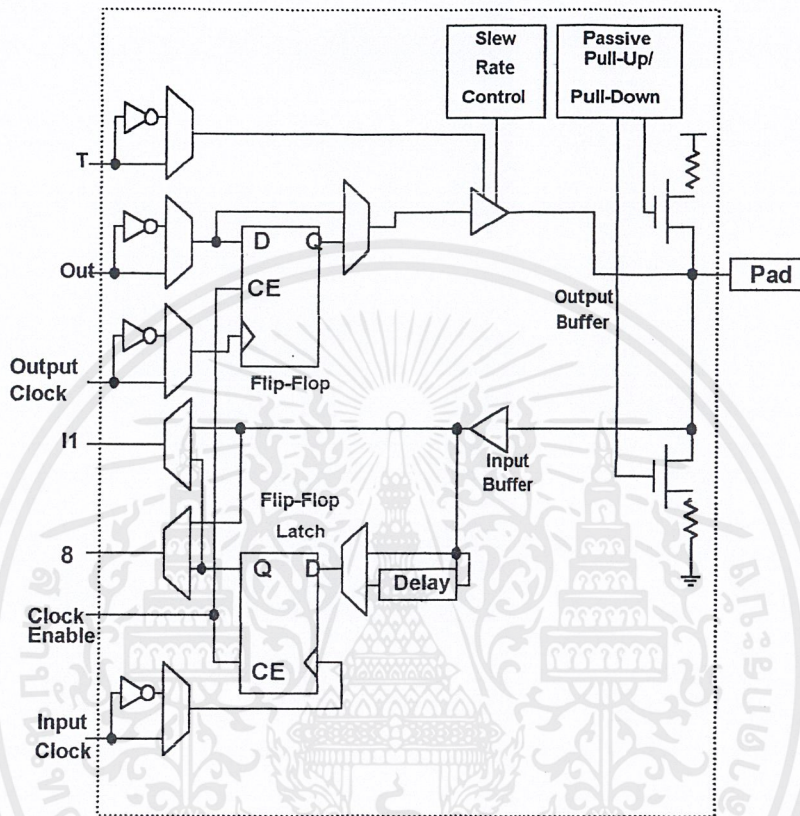 Slew
Rate
Control
Passive
Pull-Up/
Pull-Down
T
Out
D Q
CE
Output
Clock
Flip-Flop
Output
Buffer
Pad
I1
Input
Buffer
Flip-Flop
Latch
8
Q D
Delay
Clock
Enable
CE
Input
Clock